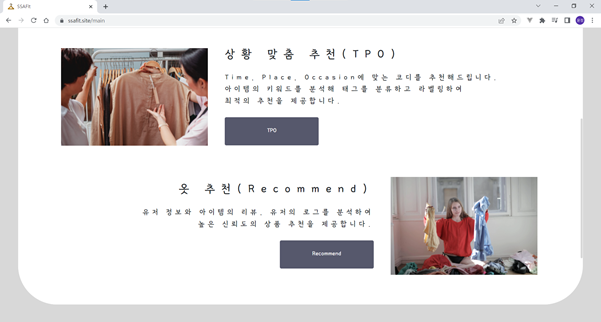 SSAFIT
ssafit.site/main
상황 맞춤 추천(TPO)
Time, Place, Occasion에 맞는 코디를 추천해드립니다.
아이템의 키워드를 분석해 태그를 분류하고 라벨링하여
최적의 추천을 제공합니다.
TPO
옷 추천(Recommend)
유저 정보와 아이템의 리뷰, 유저의 로그를 분석하여
높은 신뢰도의 상품 추천을 제공합니다.
Recommend